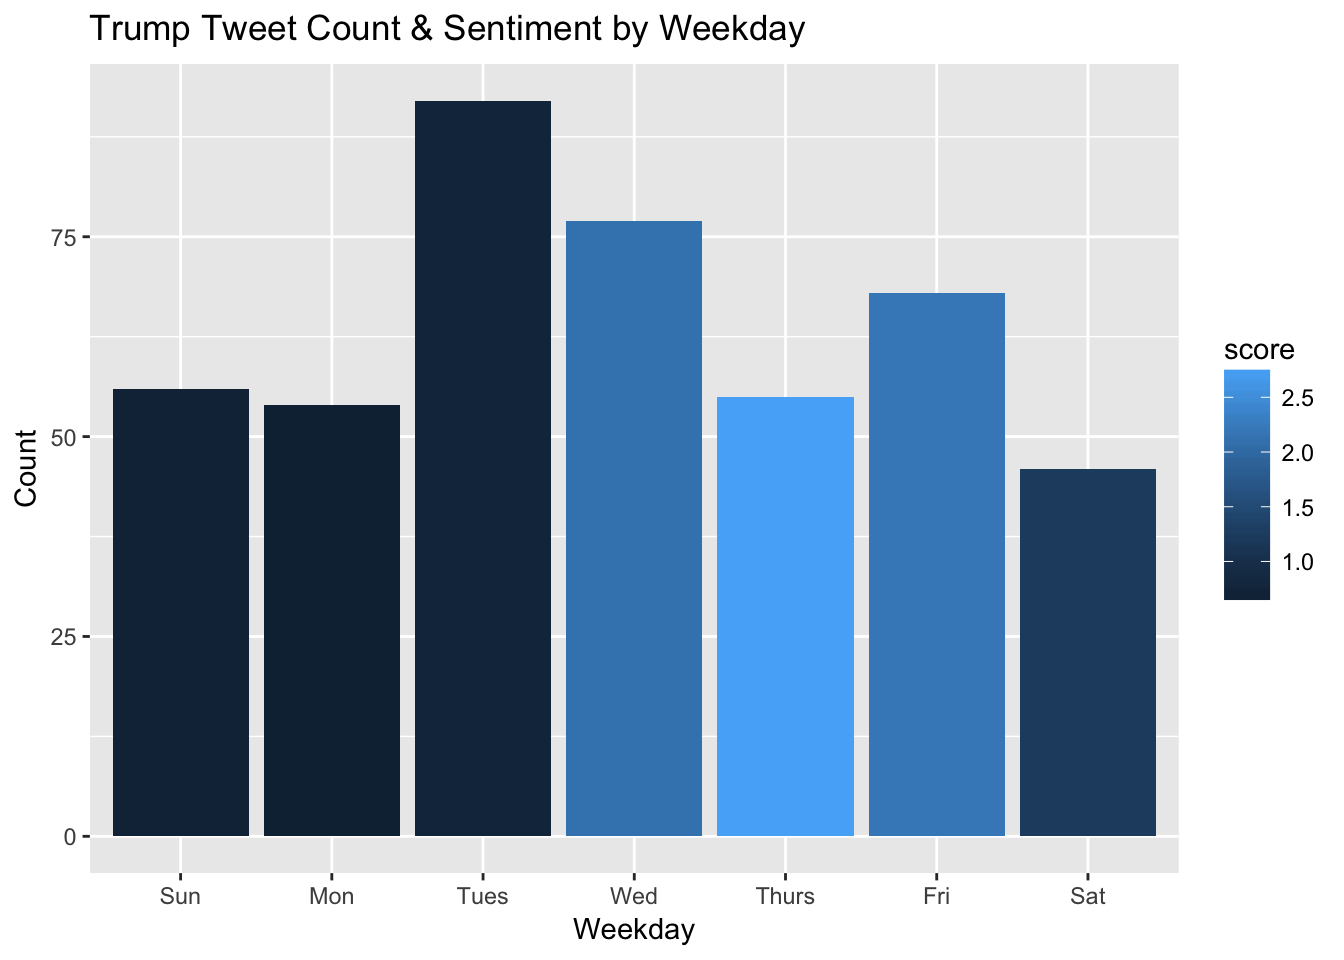 Trump Tweet Count & Sentiment by Weekday
Count
75
50
25
0
Sun Mon Tues Wed Thurs Fri Sat
Weekday
score
2.5
2.0
1.5
1.0